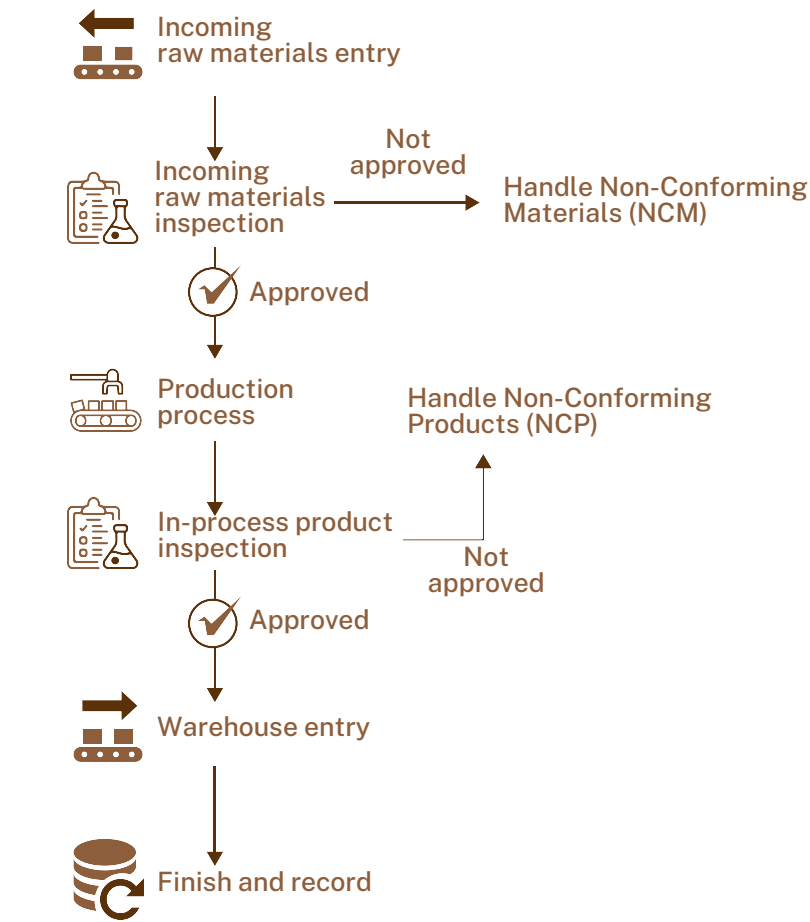 Incoming
raw materials entry
Not
approved
Incoming
raw materials
inspection
Handle Non-Conforming
Materials (NCM)
Approved
Production
process
Handle Non-Conforming
Products (NCP)
In-process product
inspection
Not
approved
Approved
Warehouse entry
Finish and record